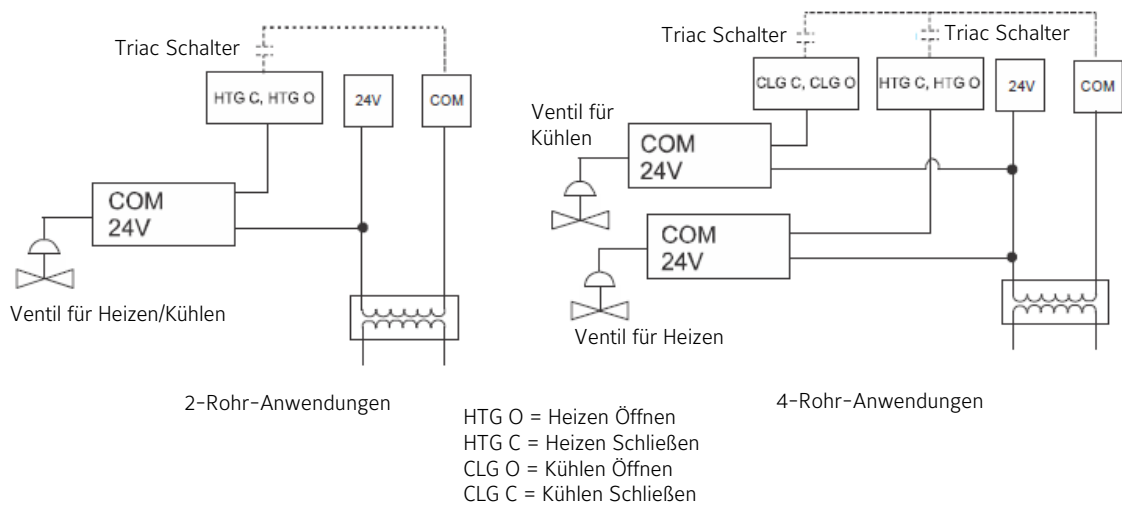 Triac Schalter
HTG C, HTG O
24V
COM
COM
24V
Ventil für Heizen/Kühlen
2-Rohr-Anwendungen
Triac Schalter
Triac Schalter
CLG C, CLG O
HTG C, HTG O
24V
COM
Ventil für
Kühlen
COM
24V
COM
24V
Ventil für Heizen
4-Rohr-Anwendungen
HTG O = Heizen Öffnen
HTG C = Heizen Schließen
CLG O = Kühlen Öffnen
CLG C = Kühlen Schließen